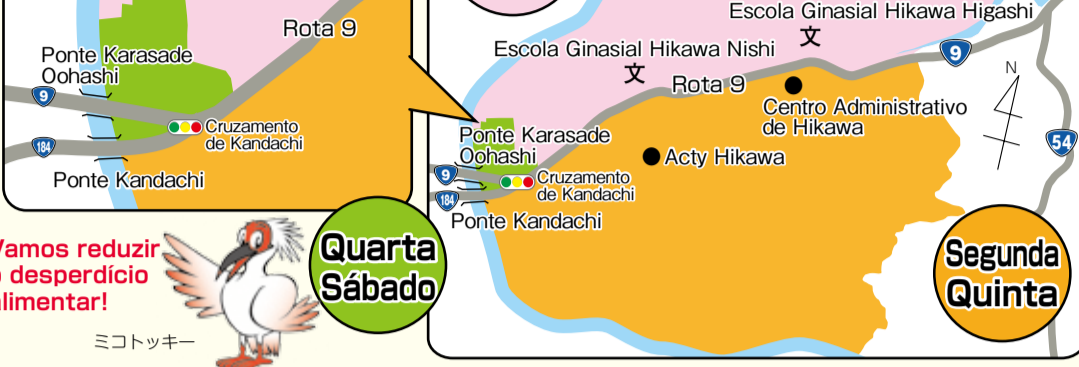 Rota 9
Ponte Karasade
Oohashi
9
Cruzamento
de Kandachi
184
Ponte Kandachi
Escola Ginasial Hikawa Higashi
文
Escola Ginasial Hikawa Nishi
文
Rota 9
9
N
Centro Administrativo
de Hikawa
54
Ponte Karasade
Oohashi
Acty Hikawa
9
Cruzamento
de Kandachi
184
Ponte Kandachi
Vamos reduzir
o desperdício
alimentar!
ミコトッキー
Quarta
Sábado
Segunda
Quinta